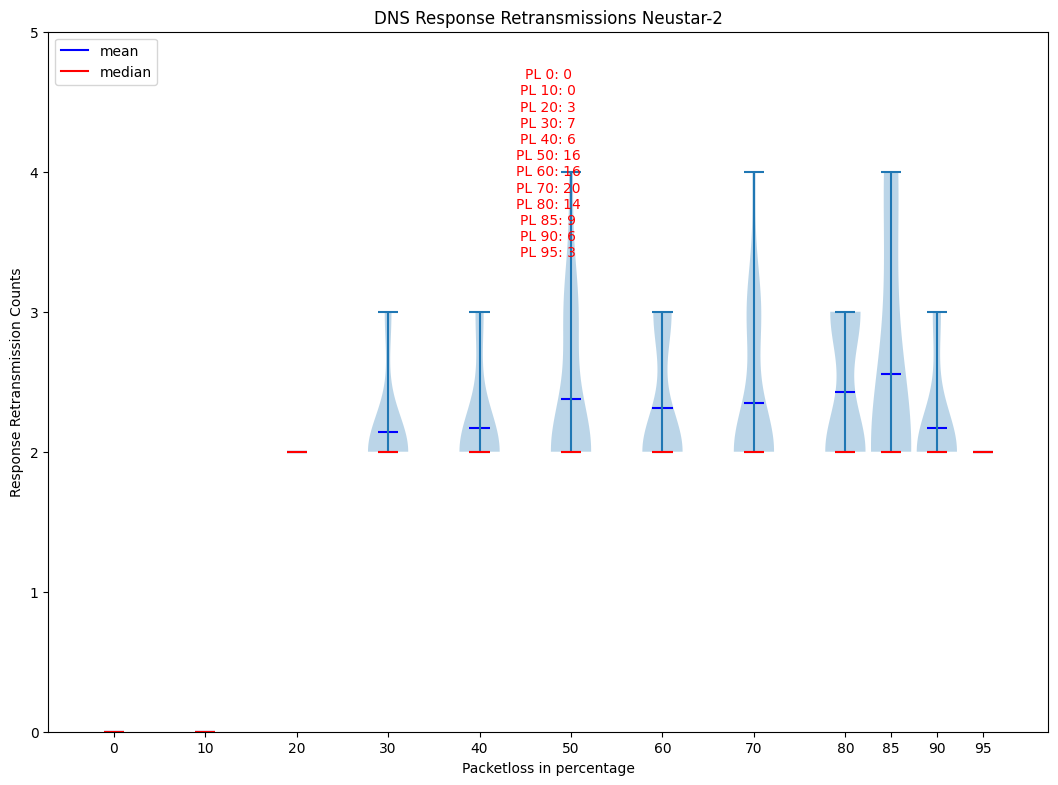 DNS Response Retransmissions Neustar-2
mean
median
PL 0: 0
PL 10: 0
PL 20: 3
PL 30: 7
PL 40: 6
PL 50: 16
PL 60: 16
PL 70: 20
PL 80: 14
PL 85: 9
PL 90: 6
PL 95: 3
Response Retransmission Counts
5
4
3
2
1
0
0 10 20 30 40 50 60 70 80 85 90 95
Packetloss in percentage